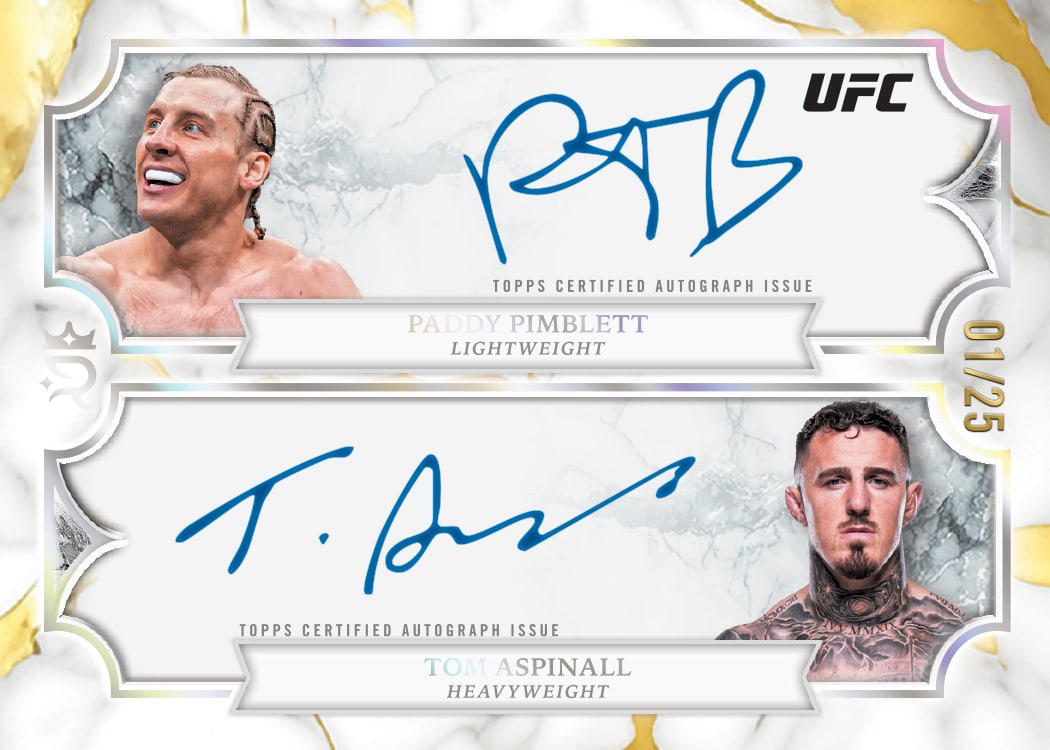 UFC
TOPPS CERTIFIED AUTOGRAPH ISSUE
PADDY PIMBLETT
LIGHTWEIGHT
01/25
T. 
TOPPS CERTIFIED AUTOGRAPH ISSUE
TOM ASPINALL
HEAVYWEIGHT